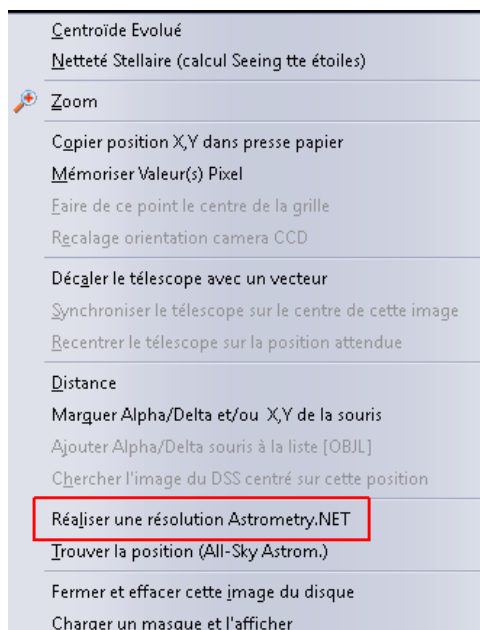 Centroïde Evolué
Netteté Stellaire (calcul Seeing tte étoiles)
Zoom
Copier position X,Y dans presse papier
Mémoriser Valeur(s) Pixel
Faire de ce point le centre de la grille
Recalage orientation camera CCD
Décaler le télescope avec un vecteur
Synchroniser le télescope sur le centre de cette image
Recentrer le télescope sur la position attendue
Distance
Marquer Alpha/Delta et/ou X,Y de la souris
Ajouter Alpha/Delta souris à la liste [OBJL]
Chercher l'image du DSS centré sur cette position
Réaliser une résolution Astrometry.NET
Trouver la position (All-Sky Astrom.)
Fermer et effacer cette image du disque
Charger un masque et l'afficher